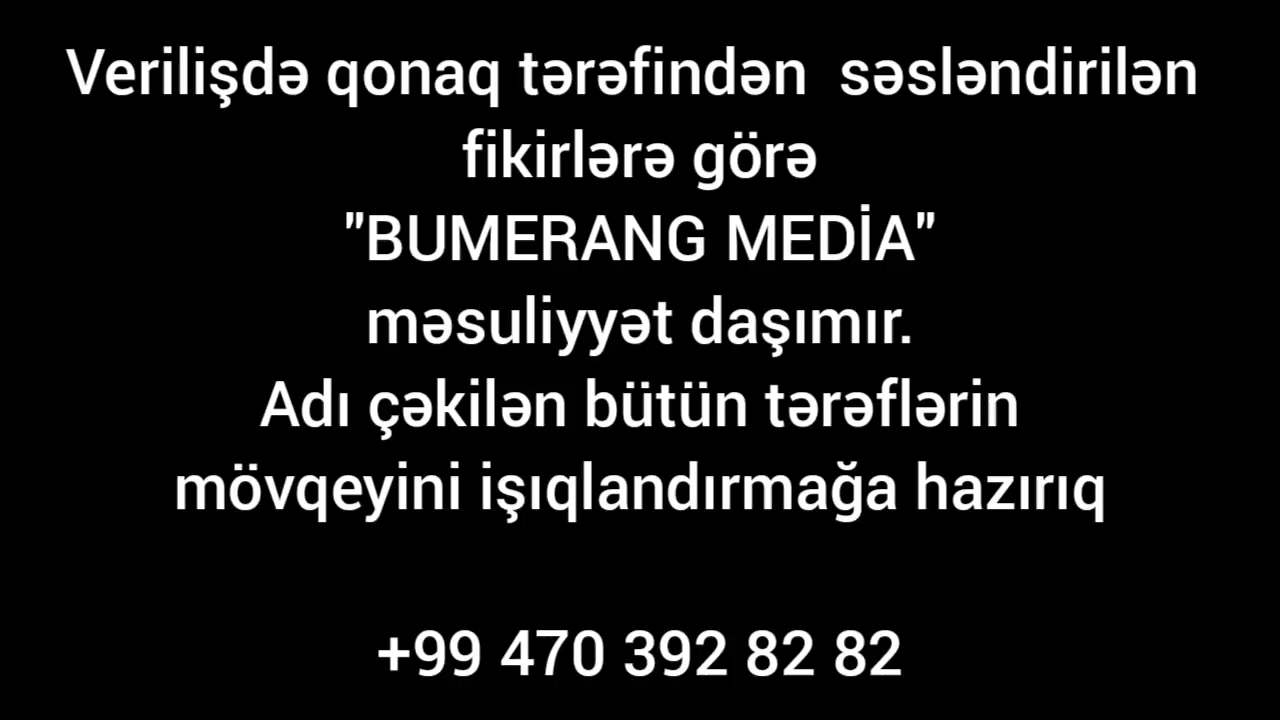 Verilişdə qonaq tərəfindən səsləndirilən
fikirlərə görə
"BUMERANG MEDİA"
məsuliyyət daşımır.
Adı çəkilən bütün tərəflərin
mövqeyini işıqlandırmağa hazırıq
+99 470 392 82 82